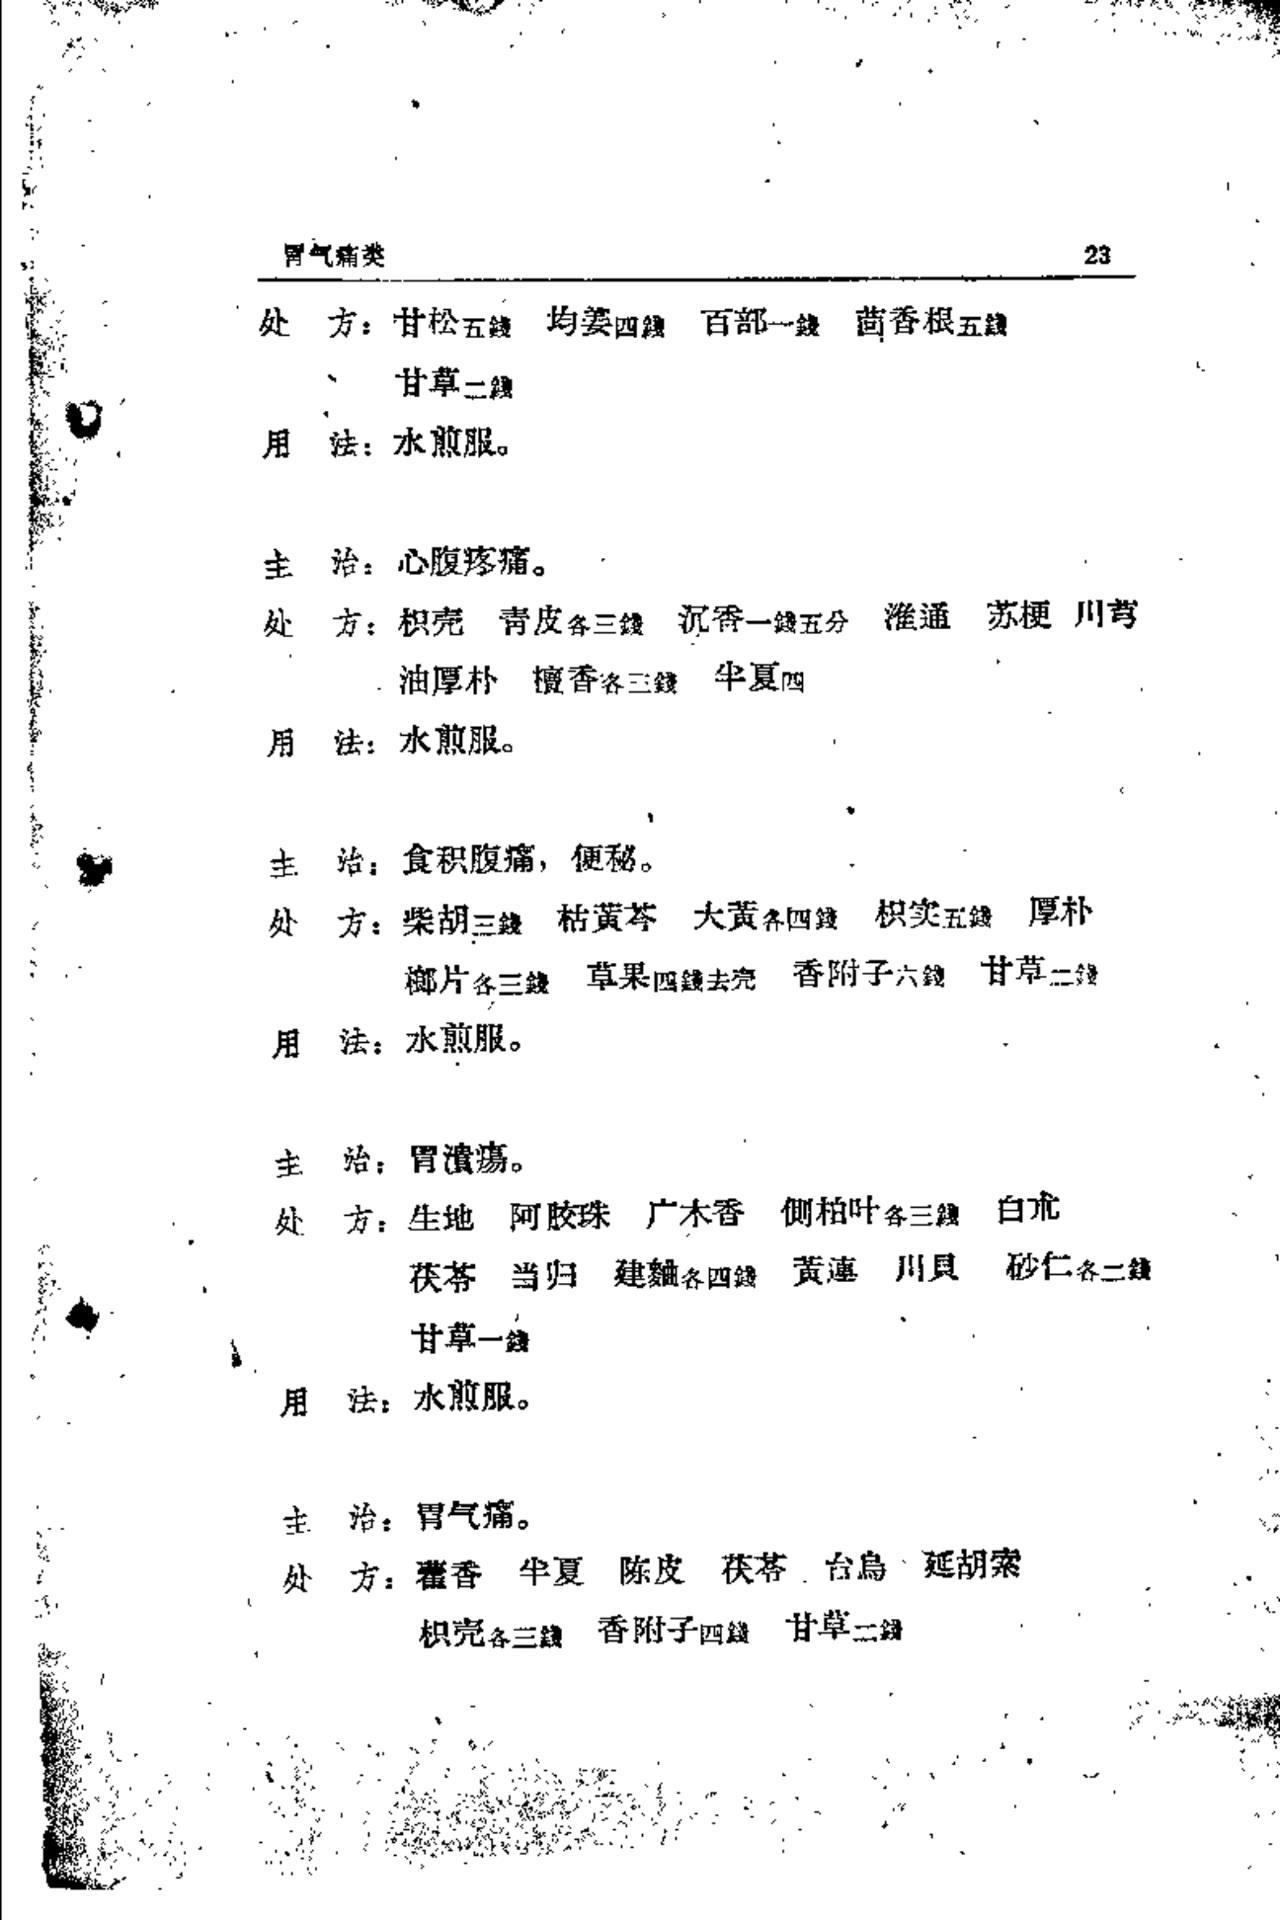 胃气痛类 23
处 方：甘松五錢 均姜四錢 百部一錢 茴香根五錢
甘草二錢
用 法：水煎服。
主 治：心腹疼痛。
处 方：枳壳 青皮各三錢 沉香一錢五分 淮通 苏梗 川芎
油厚朴 檀香各三錢 半夏四
用 法：水煎服。
主 治：食积腹痛，便秘。
处 方：柴胡三錢 枯黃芩 大黃各四錢 枳实五錢 厚朴
榔片各三錢 草果四錢去壳 香附子六錢 甘草二錢
用 法：水煎服。
主 治：胃潰瘍。
处 方：生地 阿胶珠 广木香 側柏叶各三錢 白朮
茯苓 当归 建麯各四錢 黃連 川貝 砂仁各二錢
甘草一錢
用 法：水煎服。
主 治：胃气痛。
处 方：藿香 半夏 陈皮 茯苓 台烏 延胡索
枳壳各三錢 香附子四錢 甘草二錢